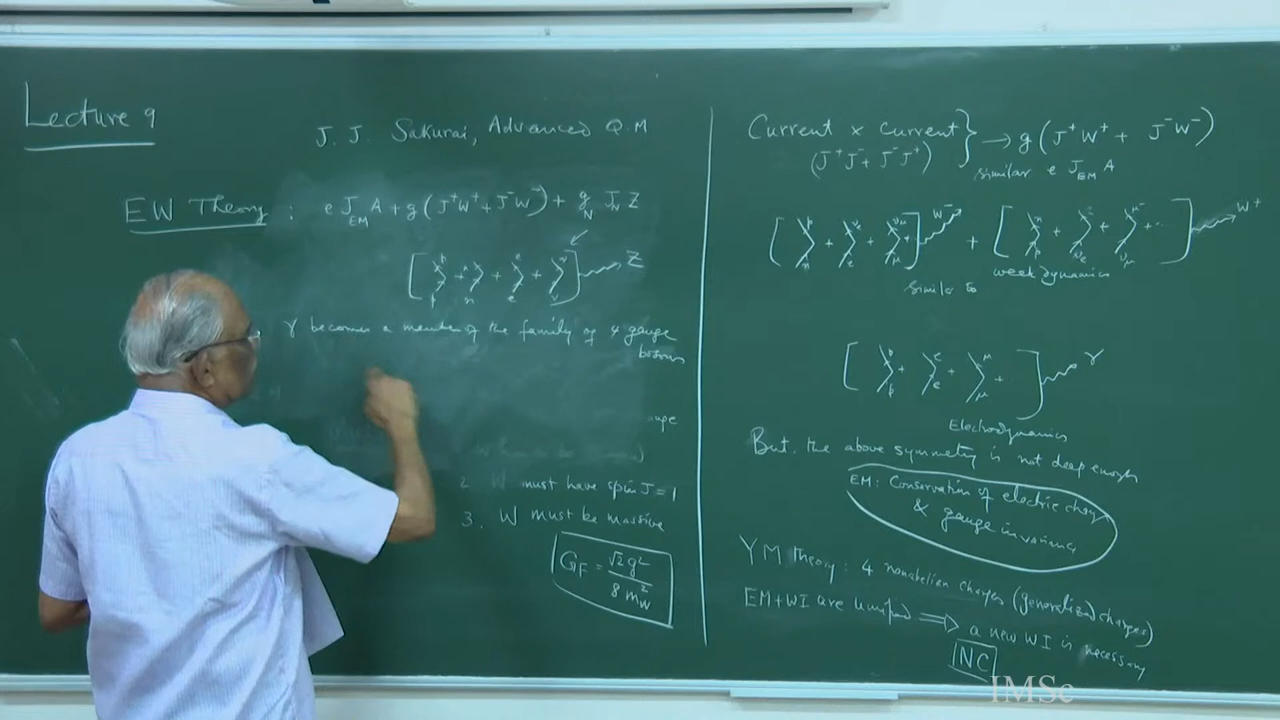 Lecture 9
J. J. Sakurai, Advanced Q.M
EW Theory : e J_EM A + g (J⁺W⁺ + J⁻W⁻) + g_N J_N Z
[ p p + n n + e e + ν ν ] Z
γ becomes a member of the family of 4 gauge
bosons
2. W must have spin J = 1
3. W must be massive
G_F = √2 g² / 8 m_W²
Current × Current } → g (J⁺W⁺ + J⁻W⁻)
(J⁺J⁻ + J⁻J⁺)
similar e J_EM A
[ p n + e + μ ] W⁻ + [ n p + e⁻ ν_e + μ⁻ ν_μ + .. ] W⁺
weak dynamics
similar to
[ p p + e e + μ μ + ] γ
Electrodynamics
But, the above symmetry is not deep enough
EM: Conservation of electric charge
& gauge invariance
YM theory : 4 nonabelian charges (generalized charges)
EM + WI are unified ⟹ a new WI is necessary
NC
IMSc